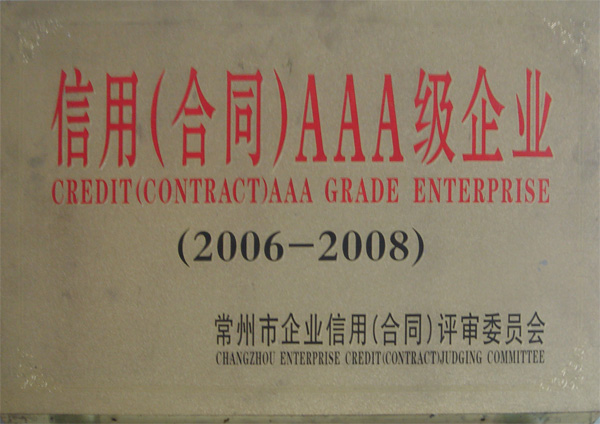 信用(合同)AAA级企业
CREDIT(CONTRACT)AAA GRADE ENTERPRISE
(2006-2008)
常州市企业信用(合同)评审委员会
CHANGZHOU ENTERPRISE CREDIT(CONTRACT)JUDGING COMMITTEE